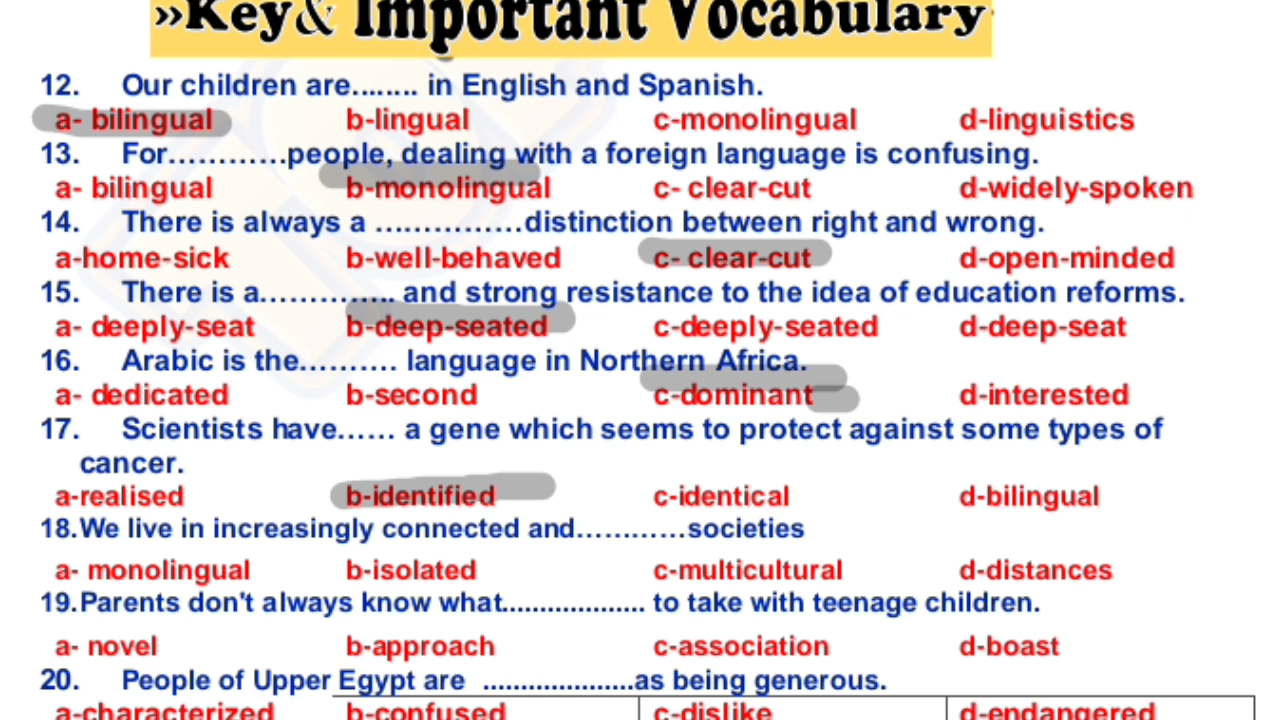 »Key& Important Vocabulary
12. Our children are........ in English and Spanish.
a- bilingual b-lingual c-monolingual d-linguistics
13. For…………people, dealing with a foreign language is confusing.
a- bilingual b-monolingual c- clear-cut d-widely-spoken
14. There is always a ……………distinction between right and wrong.
a-home-sick b-well-behaved c- clear-cut d-open-minded
15. There is a………….. and strong resistance to the idea of education reforms.
a- deeply-seat b-deep-seated c-deeply-seated d-deep-seat
16. Arabic is the………. language in Northern Africa.
a- dedicated b-second c-dominant d-interested
17. Scientists have…… a gene which seems to protect against some types of
cancer.
a-realised b-identified c-identical d-bilingual
18.We live in increasingly connected and…………societies
a- monolingual b-isolated c-multicultural d-distances
19.Parents don't always know what................... to take with teenage children.
a- novel b-approach c-association d-boast
20. People of Upper Egypt are ....................as being generous.
a-characterized b-confused c-dislike d-endangered